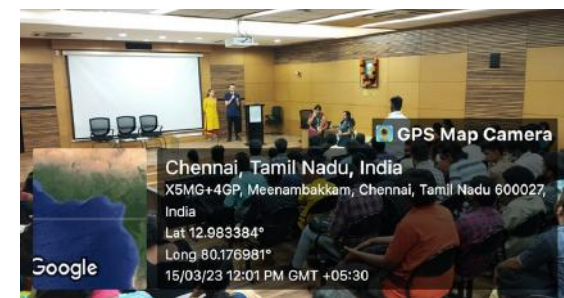 GPS Map Camera
Chennai, Tamil Nadu, India
X5MG+4GP, Meenambakkam, Chennai, Tamil Nadu 600027,
India
Lat 12.983384°
Long 80.176981°
15/03/23 12:01 PM GMT +05:30
Google